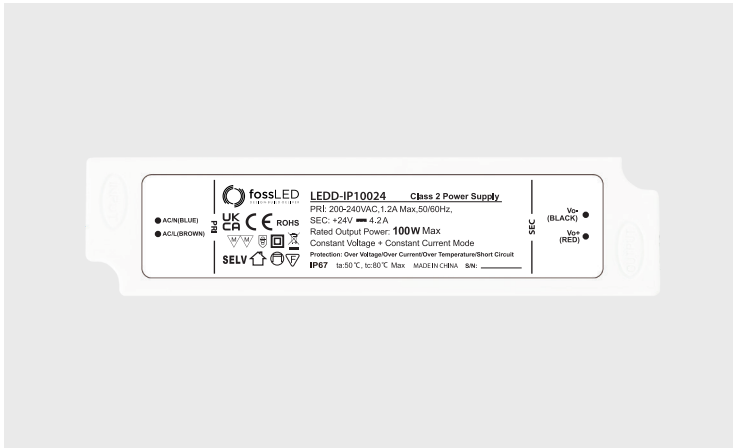 fossLED
DESIGN BUILT DELIVER
LEDD-IP10024 Class 2 Power Supply
PRI: 200-240VAC,1.2A Max,50/60Hz,
SEC: +24V 4.2A
Rated Output Power: 100W Max
Constant Voltage + Constant Current Mode
Protection: Over Voltage/Over Current/Over Temperature/Short Circuit
IP67 ta:50℃, tc:80℃ Max MADE IN CHINA S/N:
AC/N(BLUE)
AC/L(BROWN)
PRI
UK
CA CE ROHS
M M
SELV F
SEC
Vo-
(BLACK)
Vo+
(RED)